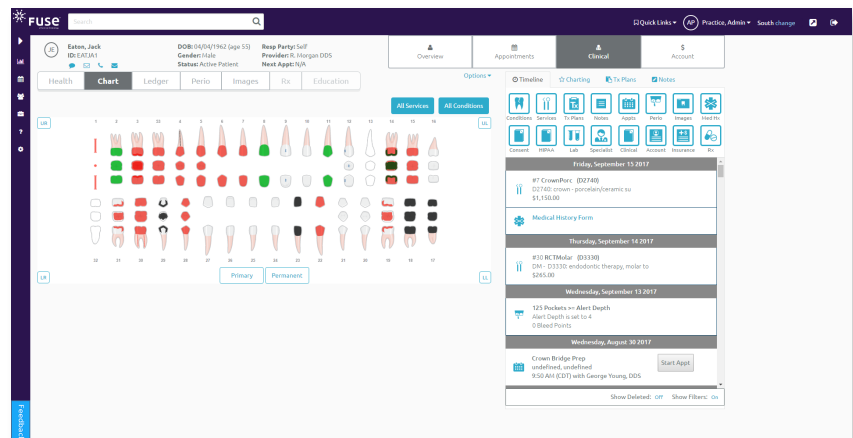 FUSE
Search
Quick Links
AP
Practice, Admin
South change
JE
Eaton, Jack
ID: EATJA1
DOB: 04/04/1962 (age 55)
Gender: Male
Status: Active Patient
Resp Party: Self
Provider: R. Morgan DDS
Next Appt: N/A
Overview
Appointments
Clinical
$
Account
Health
Chart
Ledger
Perio
Images
Rx
Education
Options
All Services
All Conditions
UR
UL
LR
LL
Primary
Permanent
Timeline
Charting
Tx Plans
Notes
Conditions
Services
Tx Plans
Notes
Appts
Perio
Images
Med Hx
Consent
HIPAA
Lab
Specialist
Clinical
Account
Insurance
Rx
Friday, September 15 2017
#7 CrownPorc (D2740)
D2740: crown - porcelain/ceramic su
$1,150.00
Medical History Form
Thursday, September 14 2017
#30 RCTMolar (D3330)
DM - D3330: endodontic therapy, molar to
$265.00
Wednesday, September 13 2017
125 Pockets >= Alert Depth
Alert Depth is set to 4
0 Bleed Points
Wednesday, August 30 2017
Crown Bridge Prep
undefined, undefined
9:50 AM (CDT) with George Young, DDS
Start Appt
Show Deleted: Off
Show Filters: On
Feedback